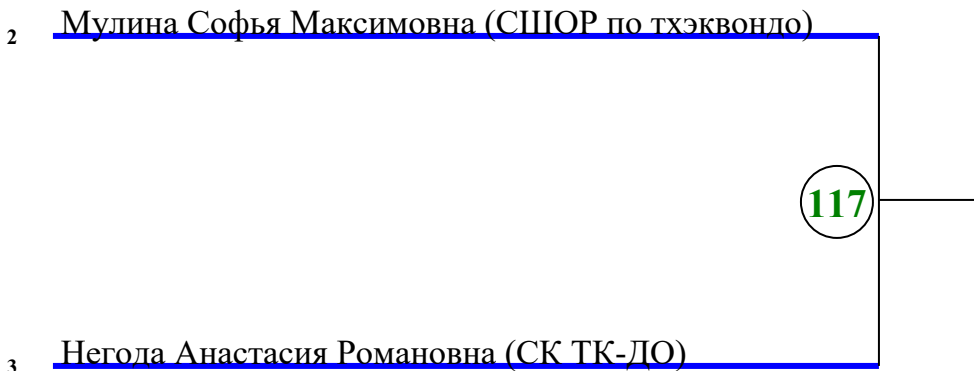 2 Мулина Софья Максимовна (СШОР по тхэквондо)
117
3 Негода Анастасия Романовна (СК ТК-ДО)